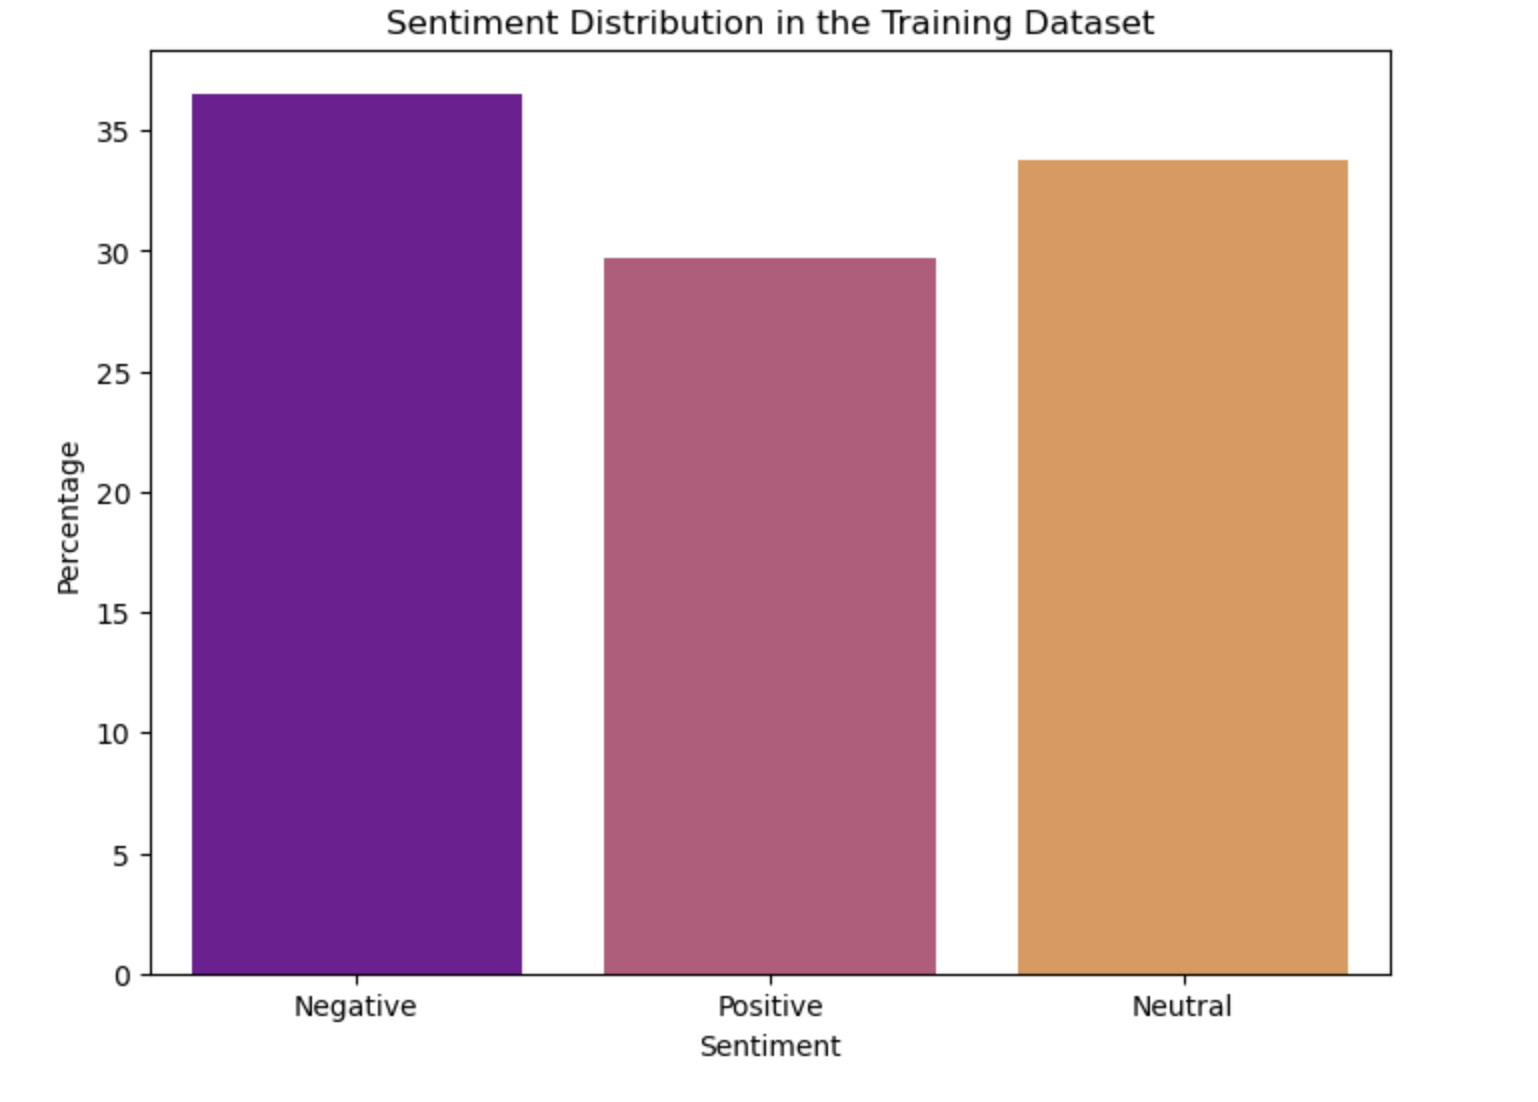 Sentiment Distribution in the Training Dataset
35
30
25
20
15
10
5
0
Percentage
Negative Positive Neutral
Sentiment